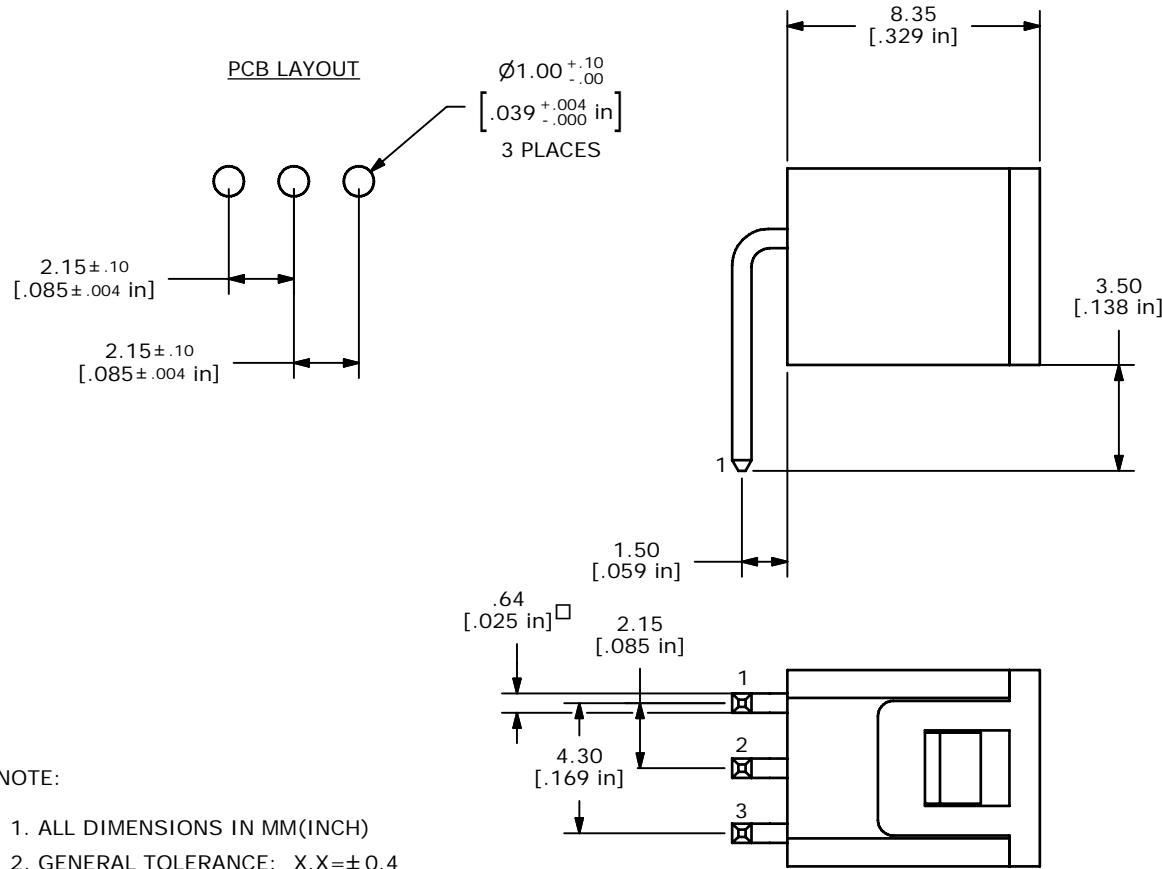 PCB LAYOUT
Ø1.00 +.10 -.00
[.039 +.004 -.000 in]
3 PLACES
2.15±.10
[.085±.004 in]
2.15±.10
[.085±.004 in]
8.35
[.329 in]
3.50
[.138 in]
1
1.50
[.059 in]
.64
[.025 in]□
2.15
[.085 in]
4.30
[.169 in]
1
2
3
NOTE:
1. ALL DIMENSIONS IN MM(INCH)
2. GENERAL TOLERANCE: X.X=±0.4